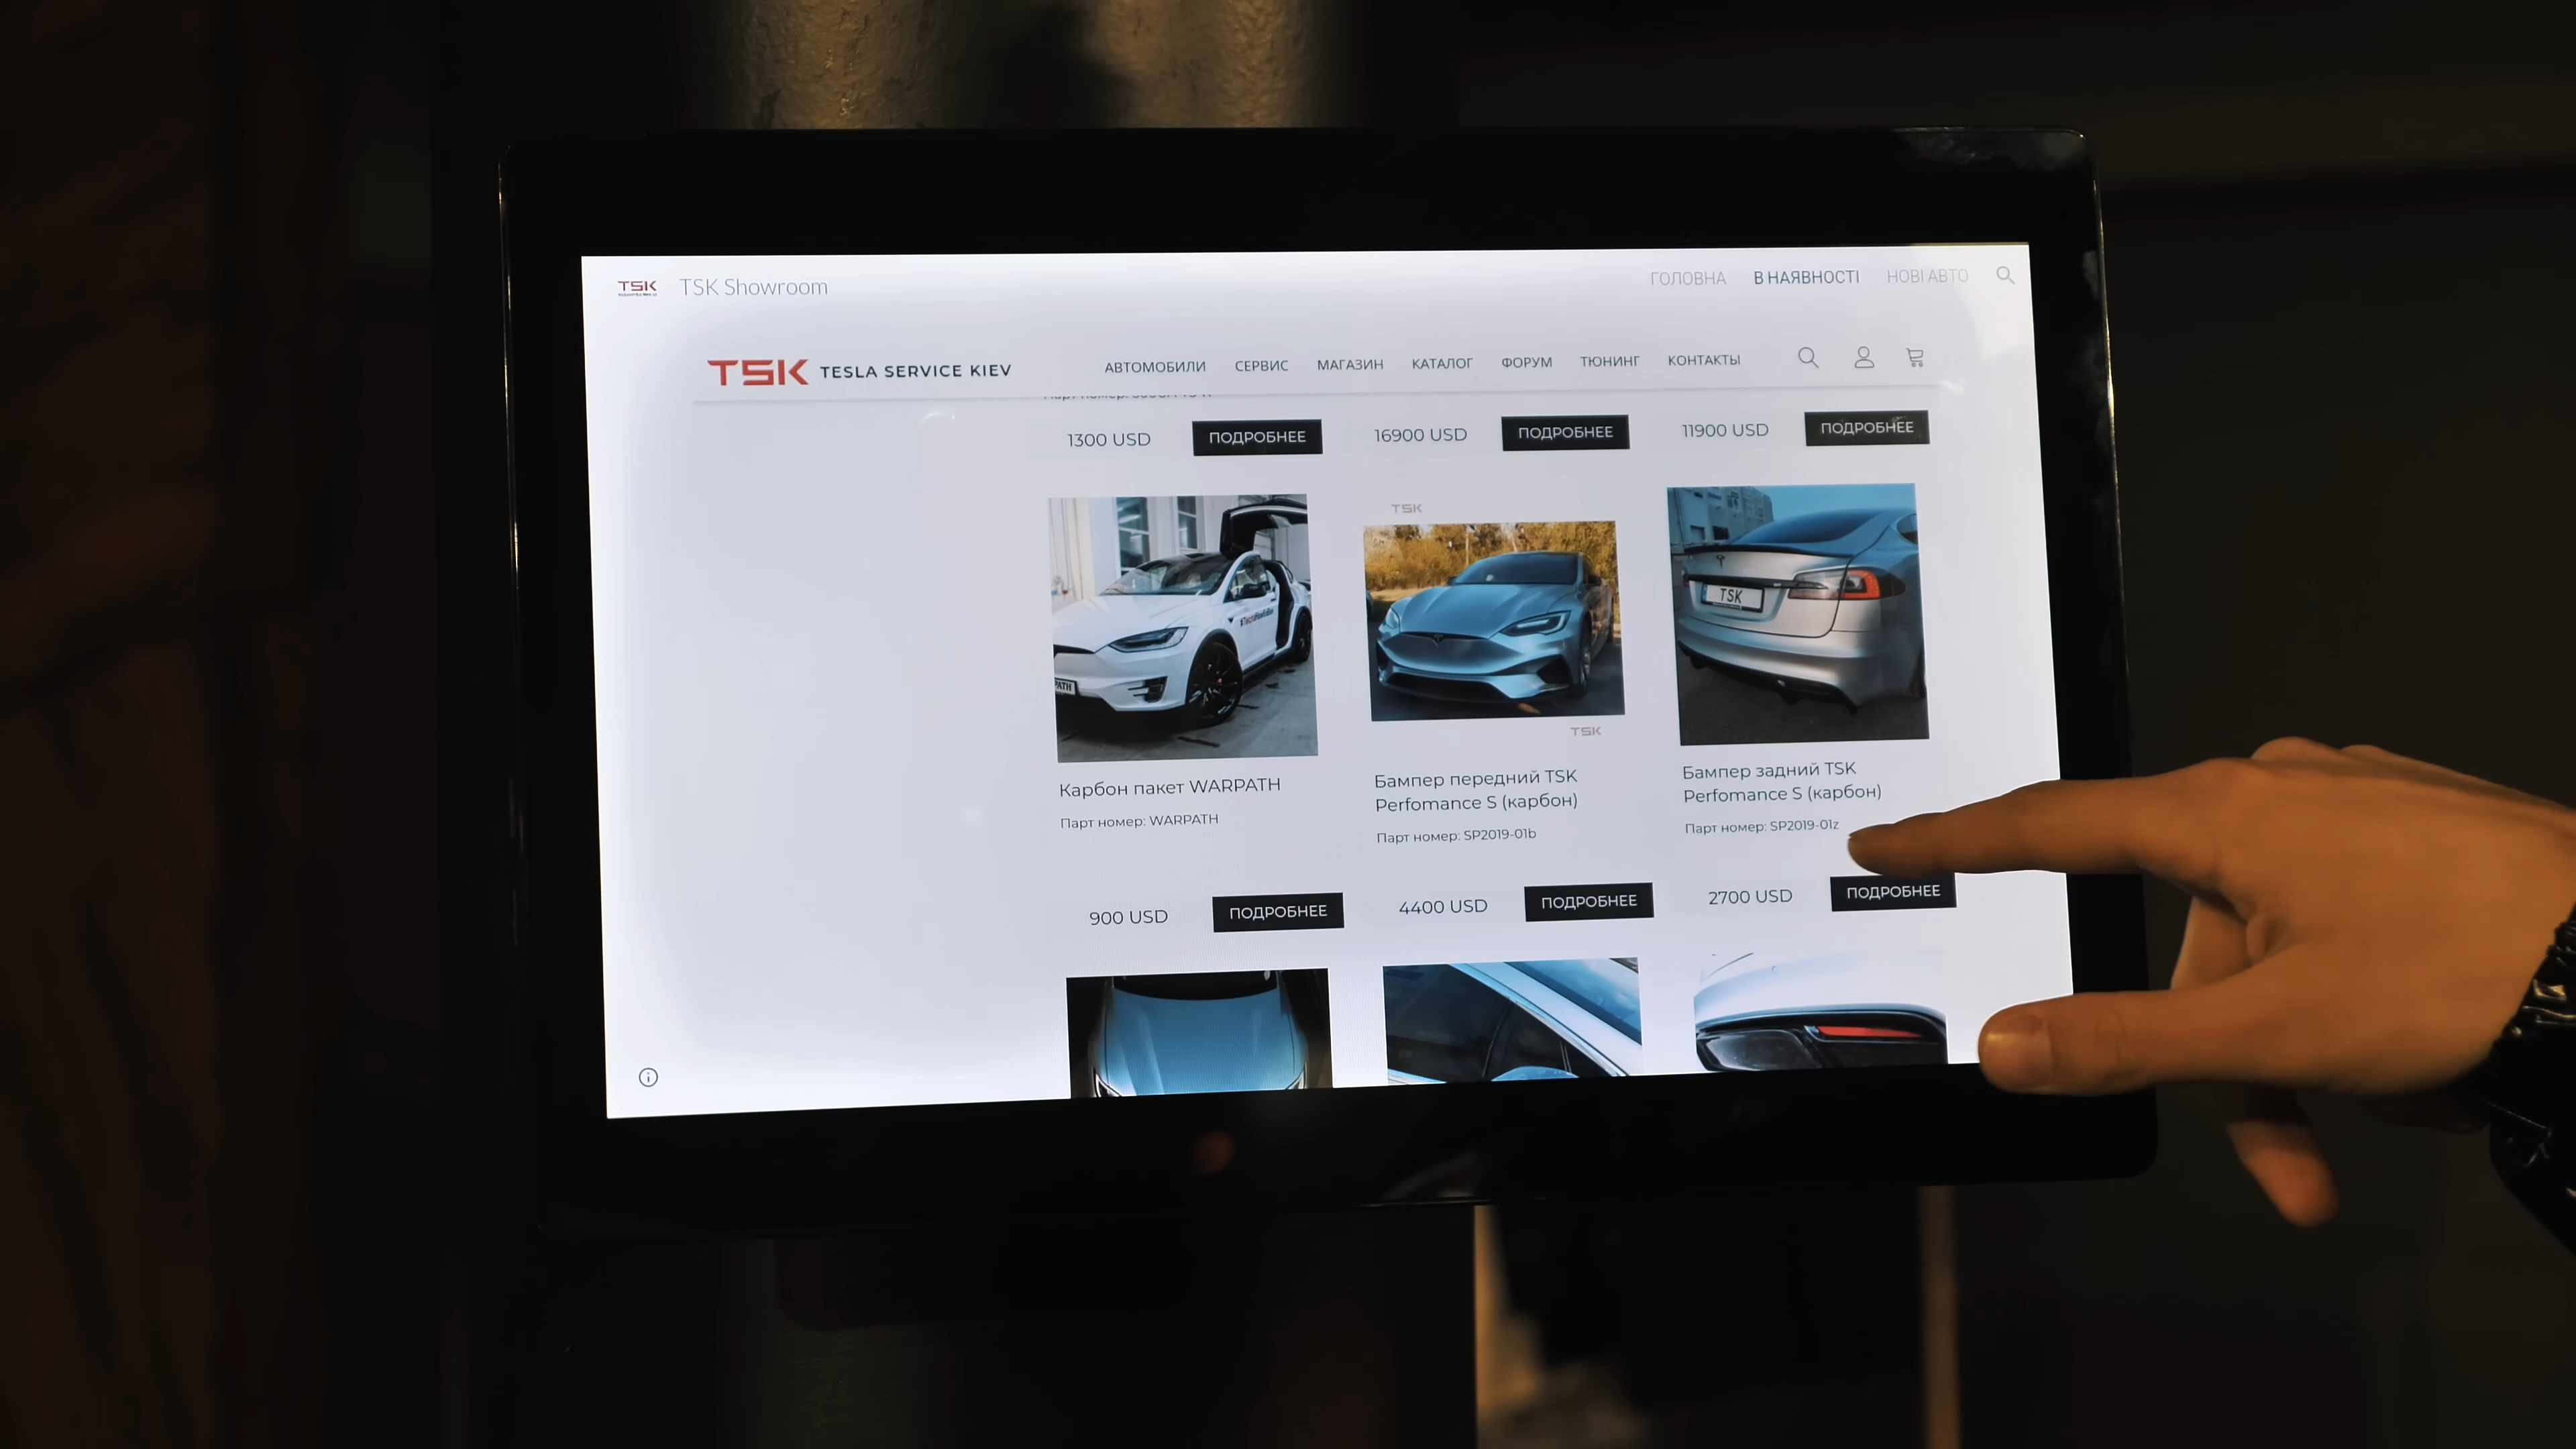 TSK
TSK Showroom
ГОЛОВНА
В НАЯВНОСТІ
НОВІ АВТО
TSK TESLA SERVICE KIEV
АВТОМОБИЛИ
СЕРВИС
МАГАЗИН
КАТАЛОГ
ФОРУМ
ТЮНИНГ
КОНТАКТЫ
1300 USD
ПОДРОБНЕЕ
16900 USD
ПОДРОБНЕЕ
11900 USD
ПОДРОБНЕЕ
TSK
TSK
TSK
Карбон пакет WARPATH
Парт номер: WARPATH
Бампер передний TSK
Perfomance S (карбон)
Парт номер: SP2019-01b
Бампер задний TSK
Perfomance S (карбон)
Парт номер: SP2019-01z
900 USD
ПОДРОБНЕЕ
4400 USD
ПОДРОБНЕЕ
2700 USD
ПОДРОБНЕЕ